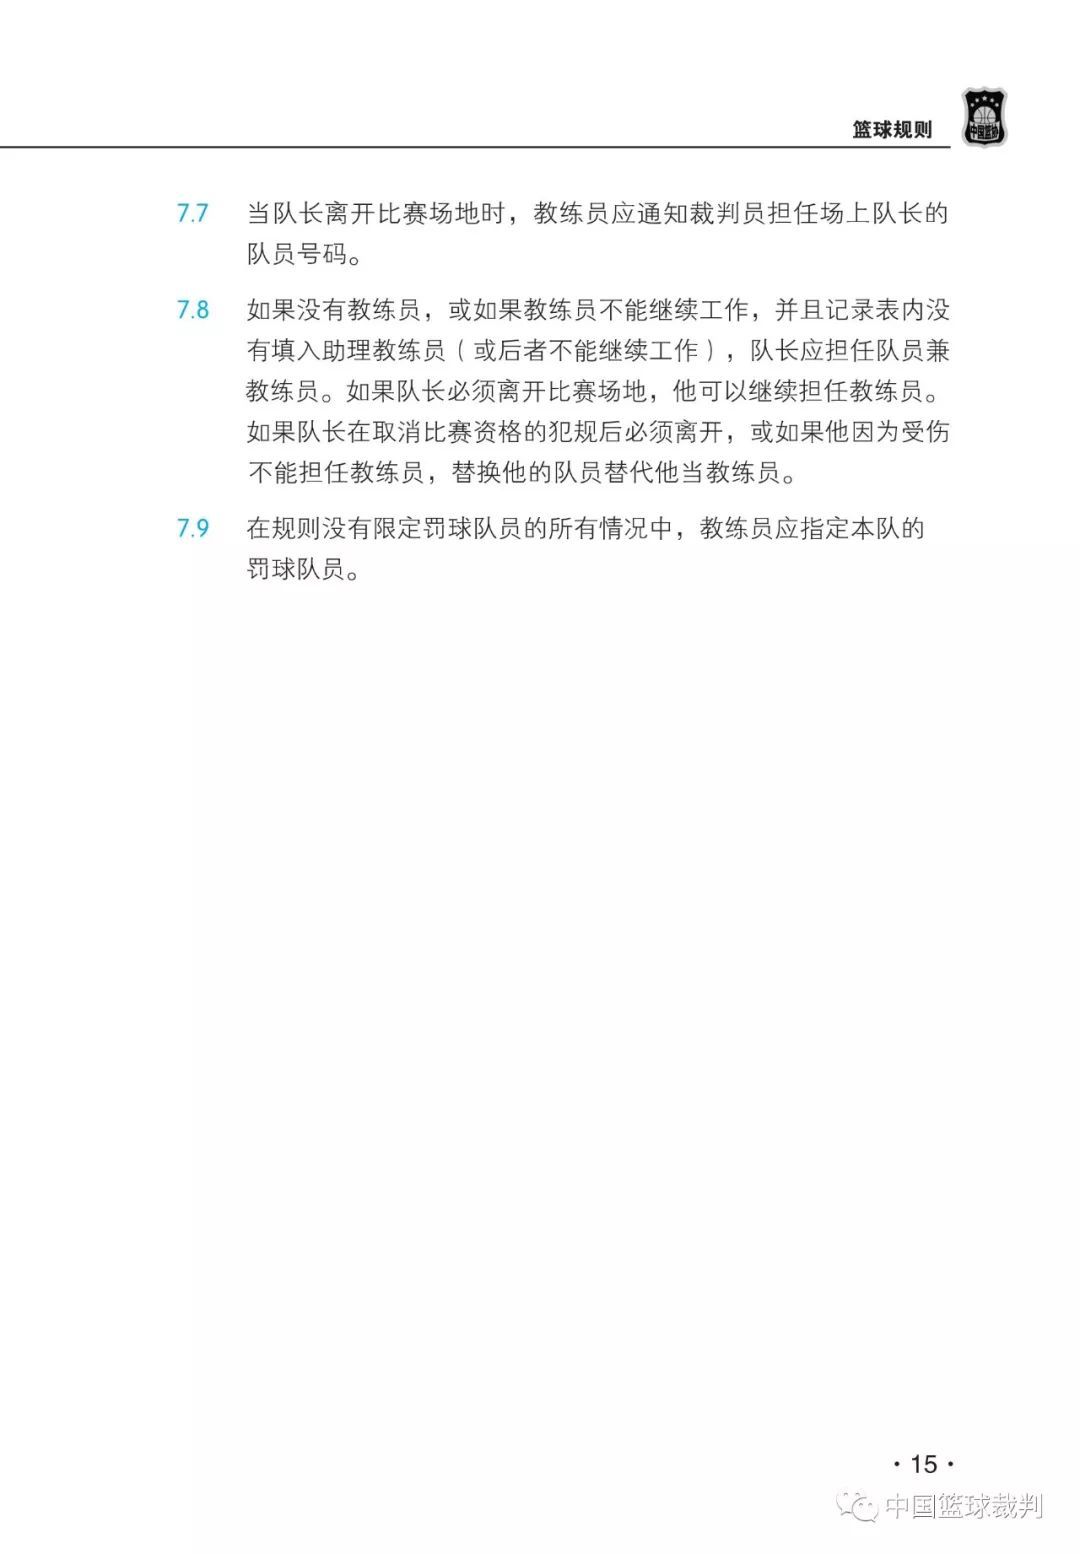 篮球规则
中国篮协
7.7 当队长离开比赛场地时，教练员应通知裁判员担任场上队长的
队员号码。
7.8 如果没有教练员，或如果教练员不能继续工作，并且记录表内没
有填入助理教练员（或后者不能继续工作），队长应担任队员兼
教练员。如果队长必须离开比赛场地，他可以继续担任教练员。
如果队长在取消比赛资格的犯规后必须离开，或如果他因为受伤
不能担任教练员，替换他的队员替代他当教练员。
7.9 在规则没有限定罚球队员的所有情况中，教练员应指定本队的
罚球队员。
·15·
中国篮球裁判